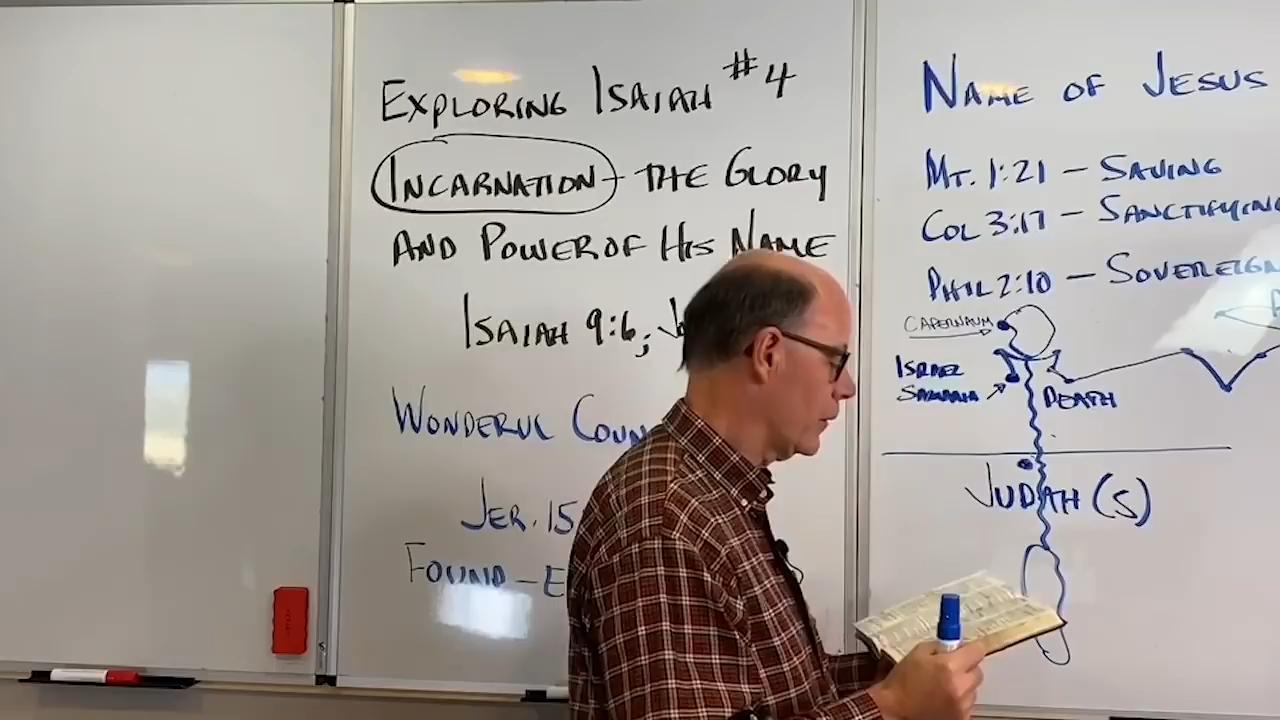 Exploring Isaiah #4
Incarnation - the Glory
and Power of His Name
Isaiah 9:6;
Wonderul Coun
Jer. 15
Found - E
Name of Jesus
Mt. 1:21 - Saving
Col 3:17 - Sanctifying
Phil 2:10 - Sovereign
Capernaum
Israel
Samaria
Death
Judah (S)